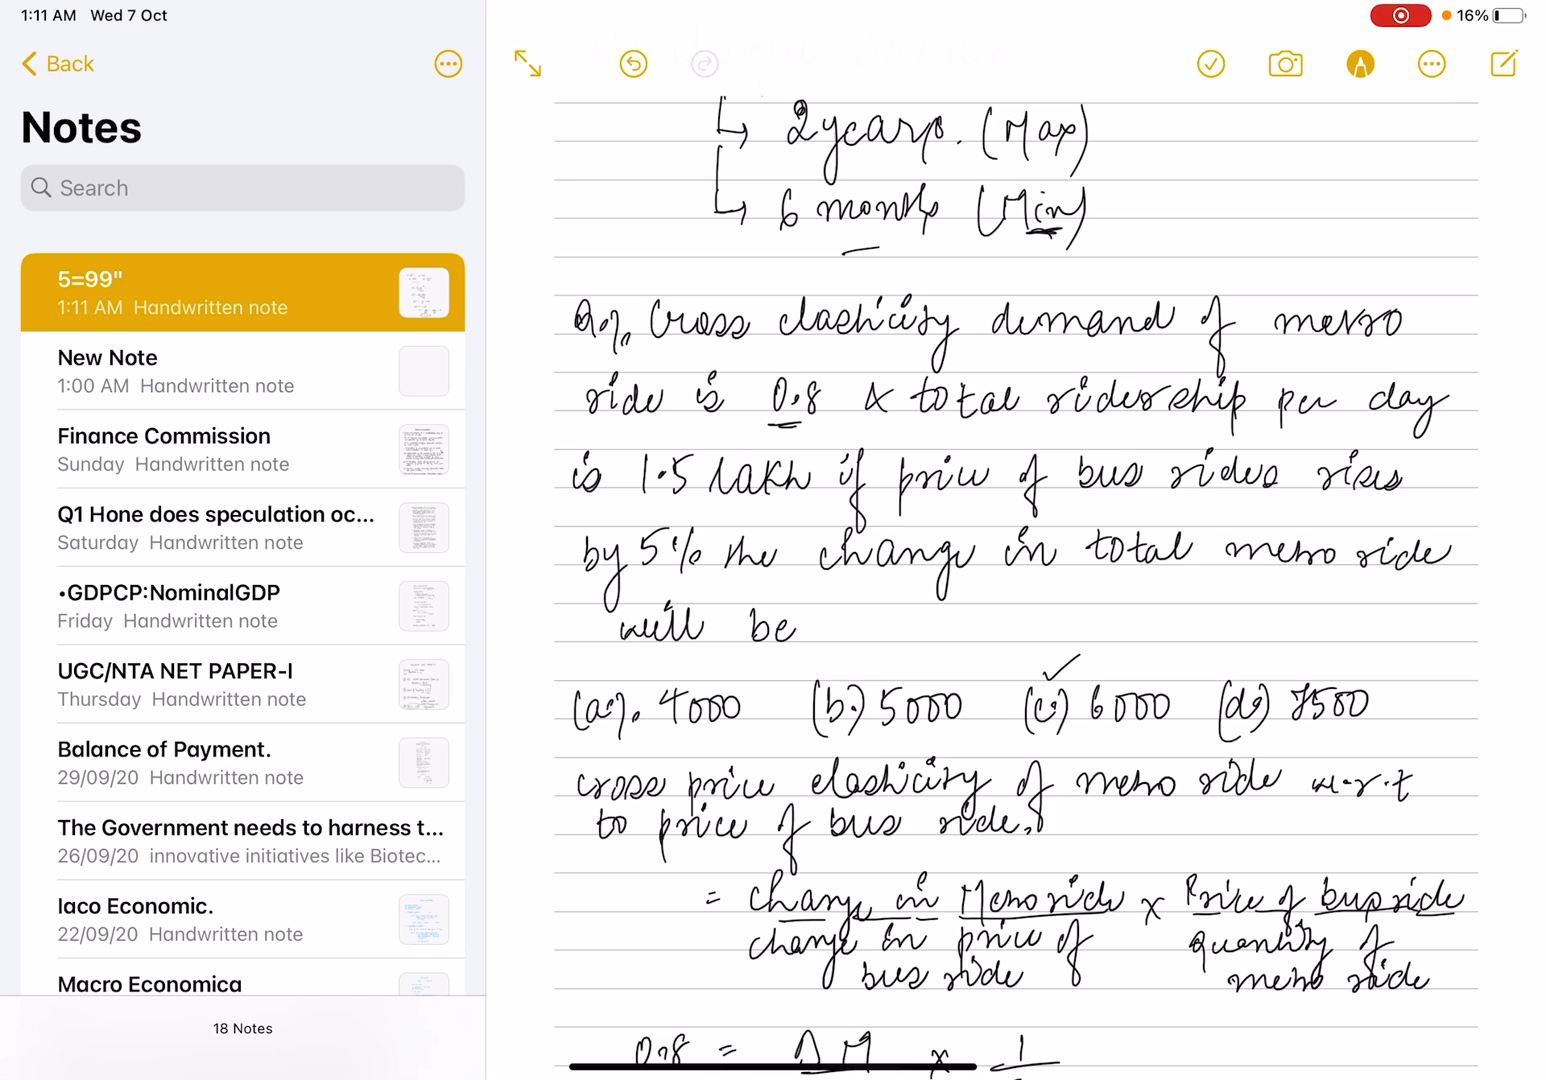 1:11 AM Wed 7 Oct
16%
Back
Notes
Search
5=99"
1:11 AM Handwritten note
New Note
1:00 AM Handwritten note
Finance Commission
Sunday Handwritten note
Q1 Hone does speculation oc...
Saturday Handwritten note
•GDPCP:NominalGDP
Friday Handwritten note
UGC/NTA NET PAPER-I
Thursday Handwritten note
Balance of Payment.
29/09/20 Handwritten note
The Government needs to harness t...
26/09/20 innovative initiatives like Biotec...
Iaco Economic.
22/09/20 Handwritten note
Macro Economica
18 Notes
2 years. (Max)
6 months (Min)
Q. Cross elasticity demand of metro
ride is 0.8 & total ridership per day
is 1.5 lakh if price of bus rides rises
by 5% the change in total metro ride
will be
(a). 4000 (b.) 5000 (c.) 6000 (d.) 7500
cross price elasticity of metro ride w.r.t
to price of bus ride.
= change in Metro ride x Price of bus ride
change in price of quantity of
bus ride metro ride
0.8 = ΔM x 1